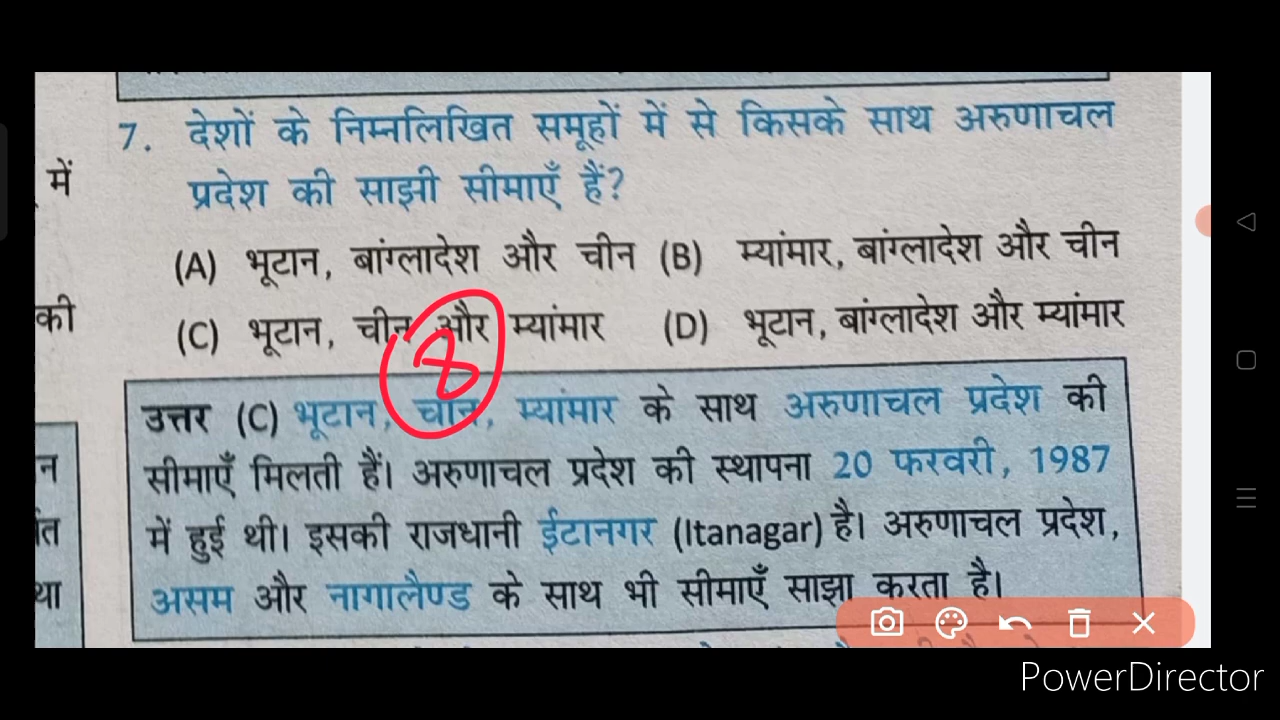 7. देशों के निम्नलिखित समूहों में से किसके साथ अरुणाचल
प्रदेश की साझी सीमाएँ हैं?
में
(A) भूटान, बांग्लादेश और चीन (B) म्यांमार, बांग्लादेश और चीन
की
(C) भूटान, चीन और म्यांमार (D) भूटान, बांग्लादेश और म्यांमार
8
उत्तर (C) भूटान, चीन, म्यांमार के साथ अरुणाचल प्रदेश की
सीमाएँ मिलती हैं। अरुणाचल प्रदेश की स्थापना 20 फरवरी, 1987
में हुई थी। इसकी राजधानी ईटानगर (Itanagar) है। अरुणाचल प्रदेश,
असम और नागालैण्ड के साथ भी सीमाएँ साझा करता है।
PowerDirector